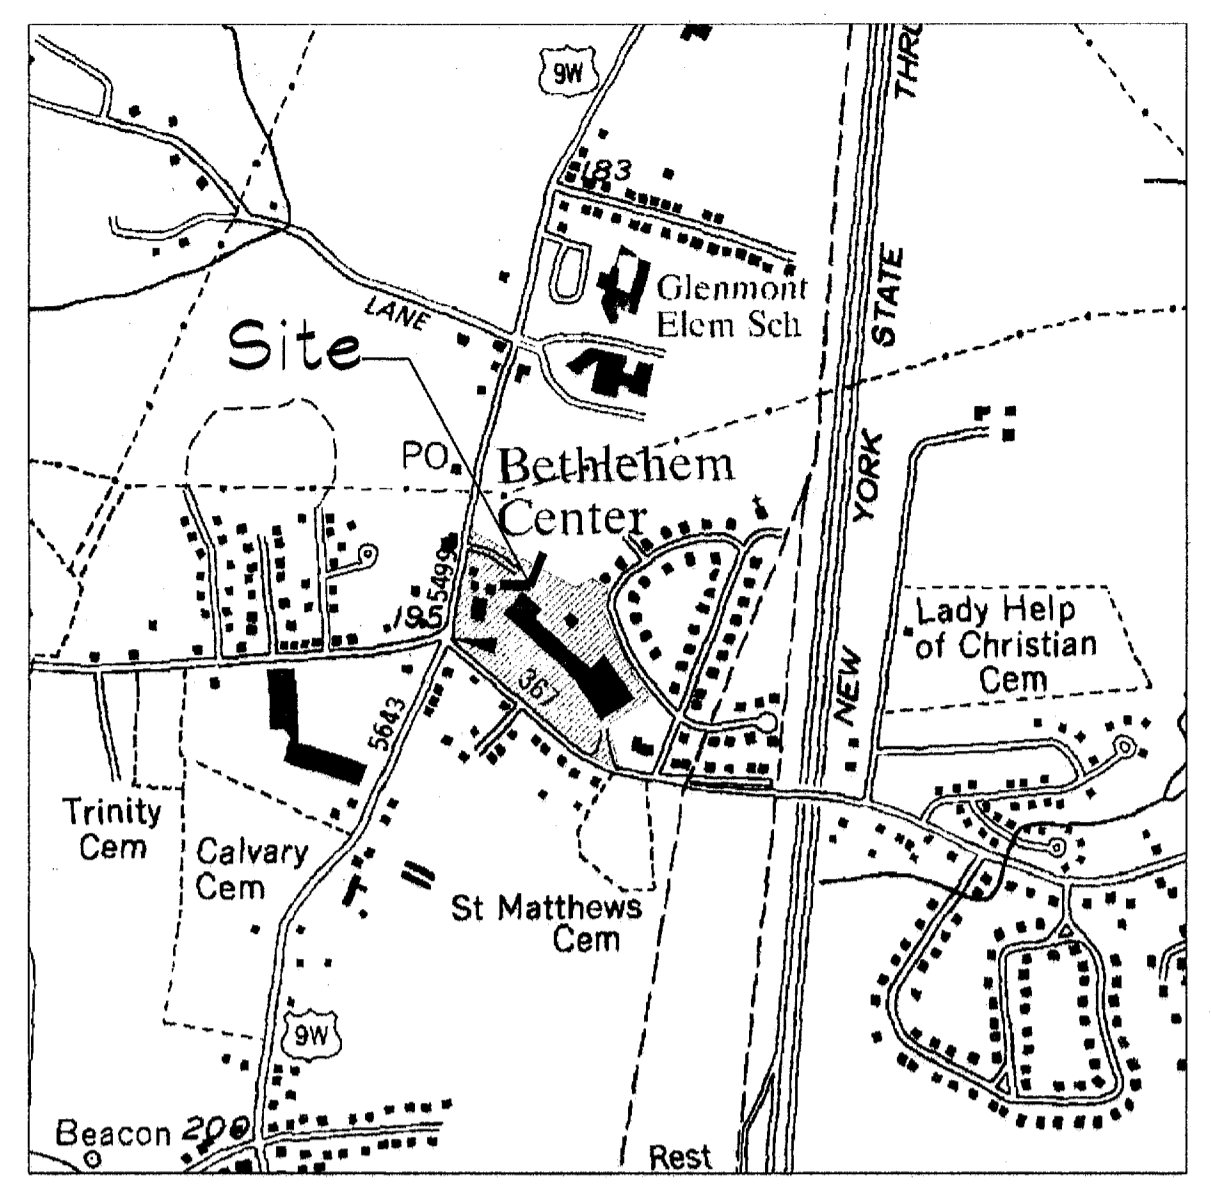 9W
THRU
183
STATE
Glenmont
Elem Sch
LANE
Site
PO
Bethlehem
Center
YORK
5499
195
Lady Help
of Christian
Cem
367
NEW
5643
Trinity
Cem
Calvary
Cem
St Matthews
Cem
9W
Beacon 200
Rest